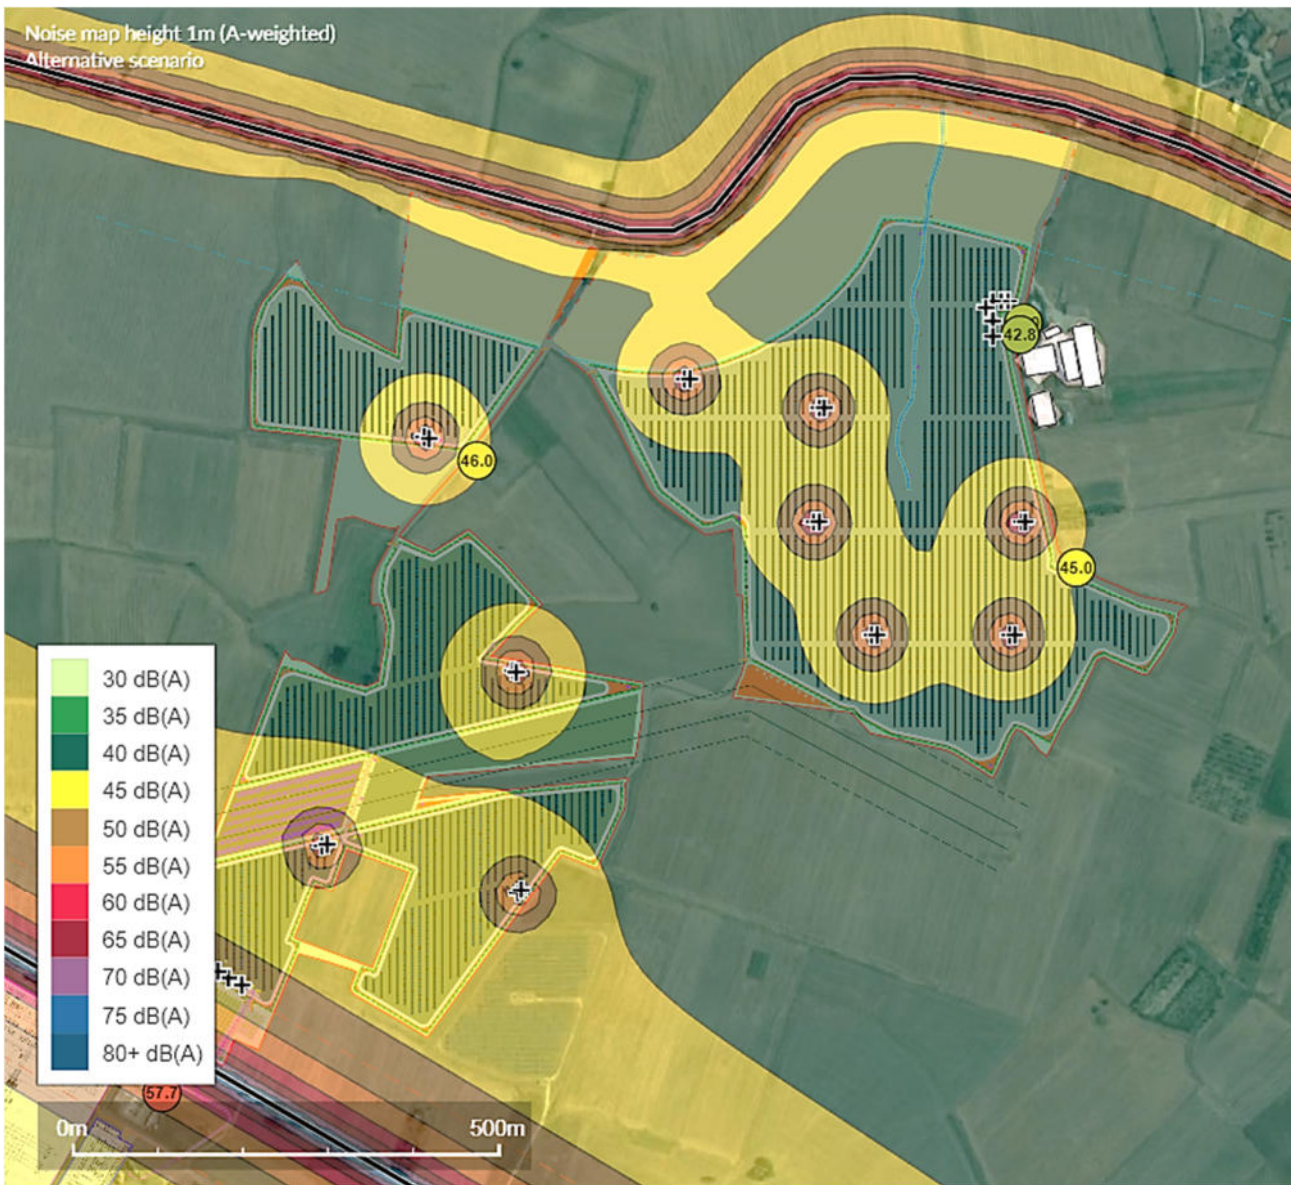 Noise map height 1m (A-weighted)
Alternative scenario
42.8
46.0
45.0
30 dB(A)
35 dB(A)
40 dB(A)
45 dB(A)
50 dB(A)
55 dB(A)
60 dB(A)
65 dB(A)
70 dB(A)
75 dB(A)
80+ dB(A)
57.7
0m 500m